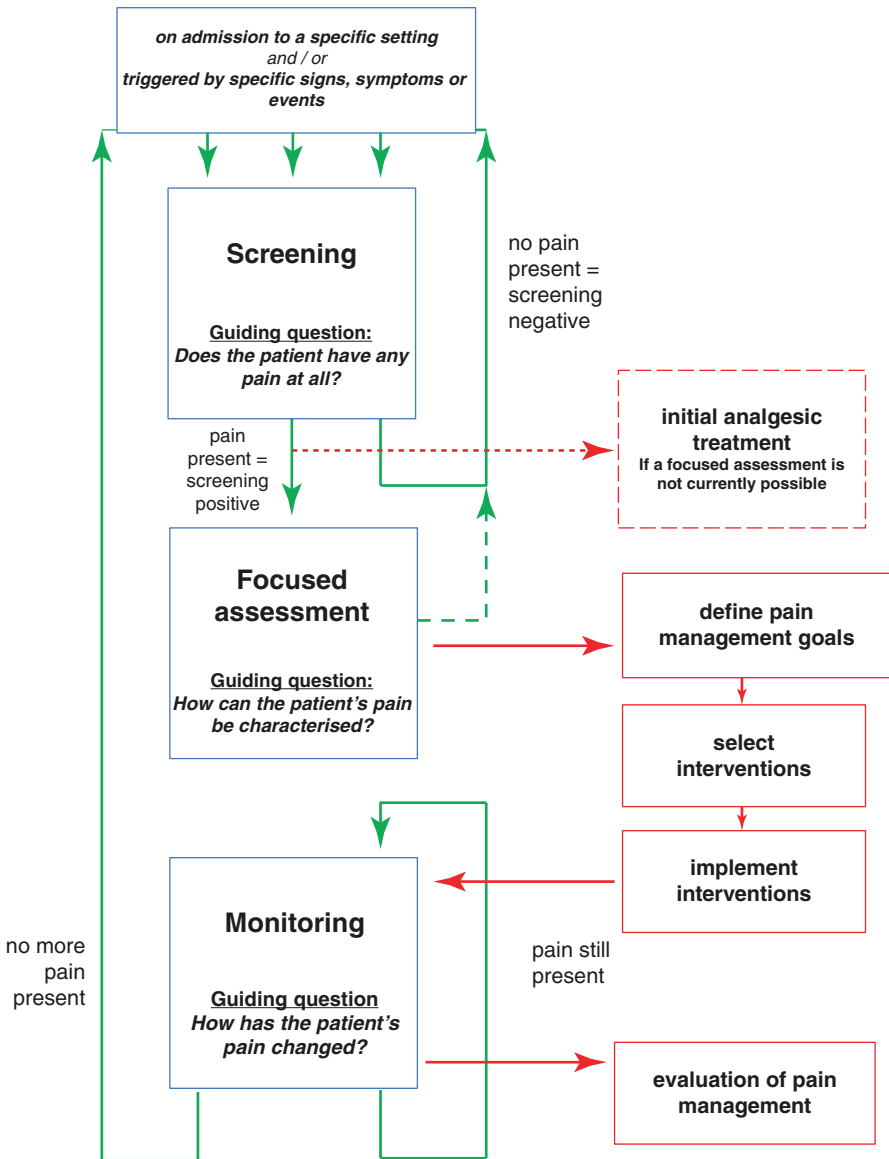 on admission to a specific setting
and / or
triggered by specific signs, symptoms or
events
Screening
Guiding question:
Does the patient have any
pain at all?
no pain
present =
screening
negative
pain
present =
screening
positive
initial analgesic
treatment
If a focused assessment is
not currently possible
Focused
assessment
Guiding question:
How can the patient’s pain
be characterised?
define pain
management goals
select
interventions
implement
interventions
Monitoring
Guiding question
How has the patient’s
pain changed?
no more
pain
present
pain still
present
evaluation of pain
management